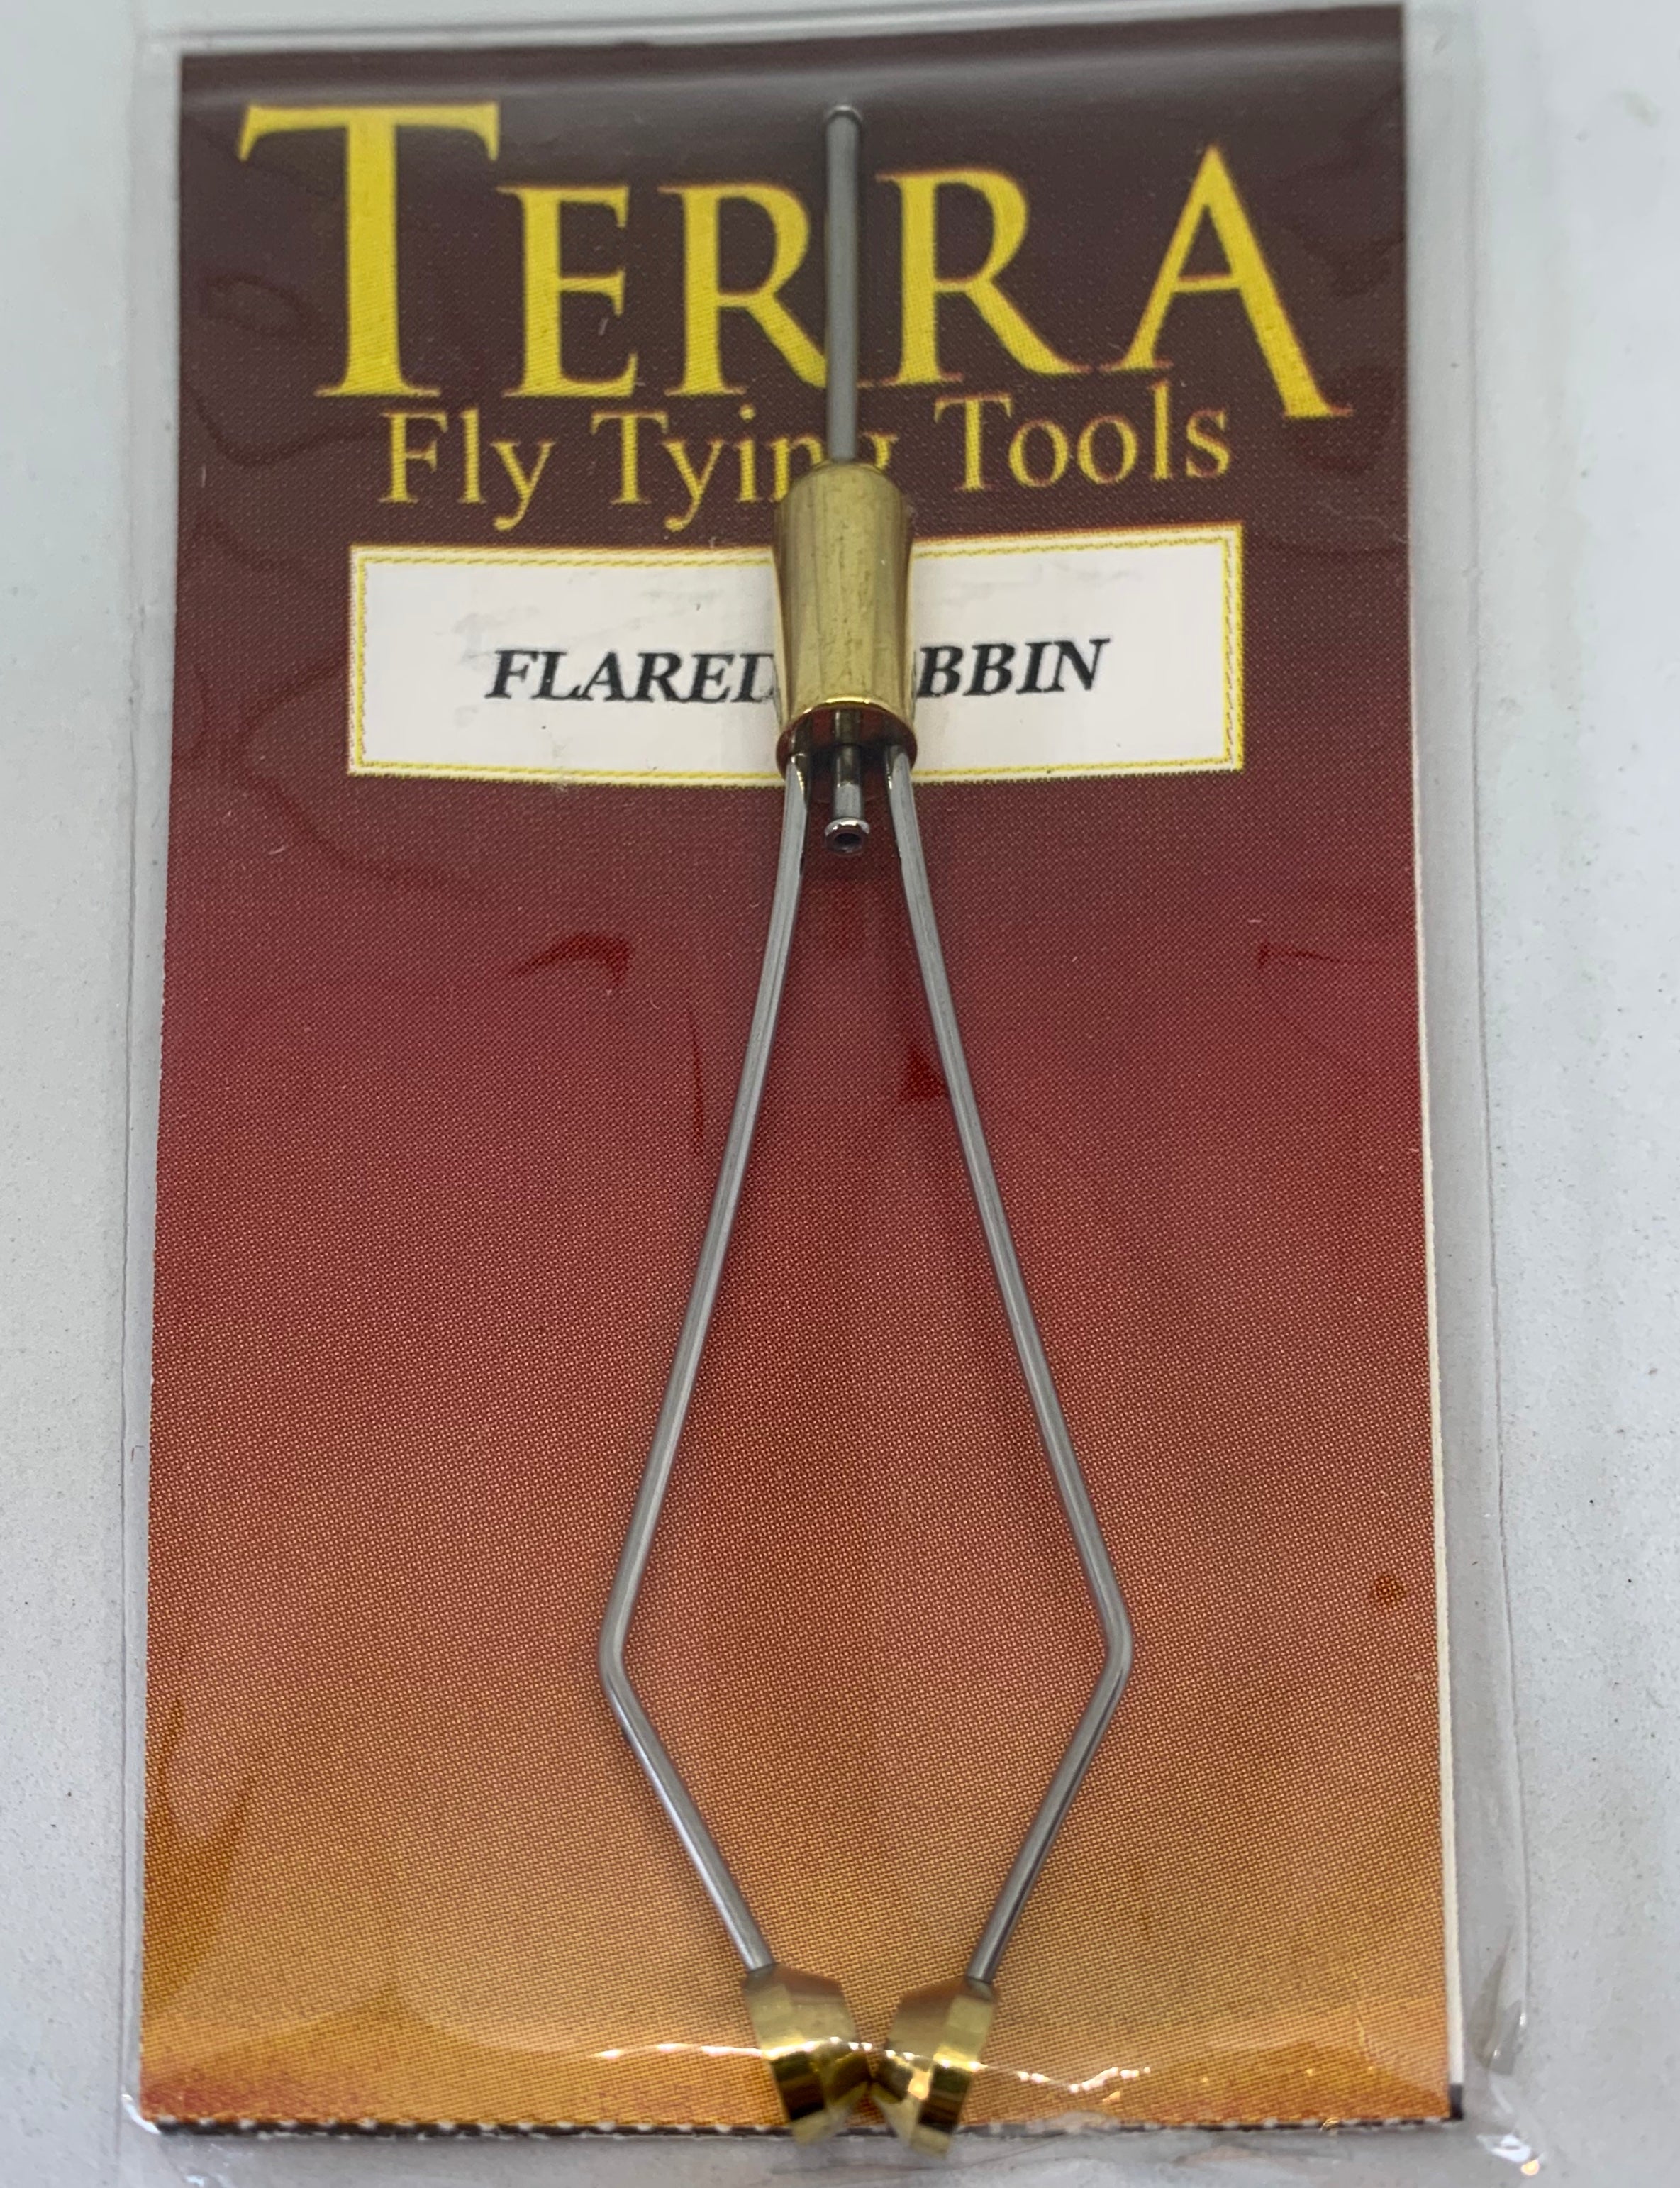 TERRA
Fly Tying Tools
FLARED BOBBIN